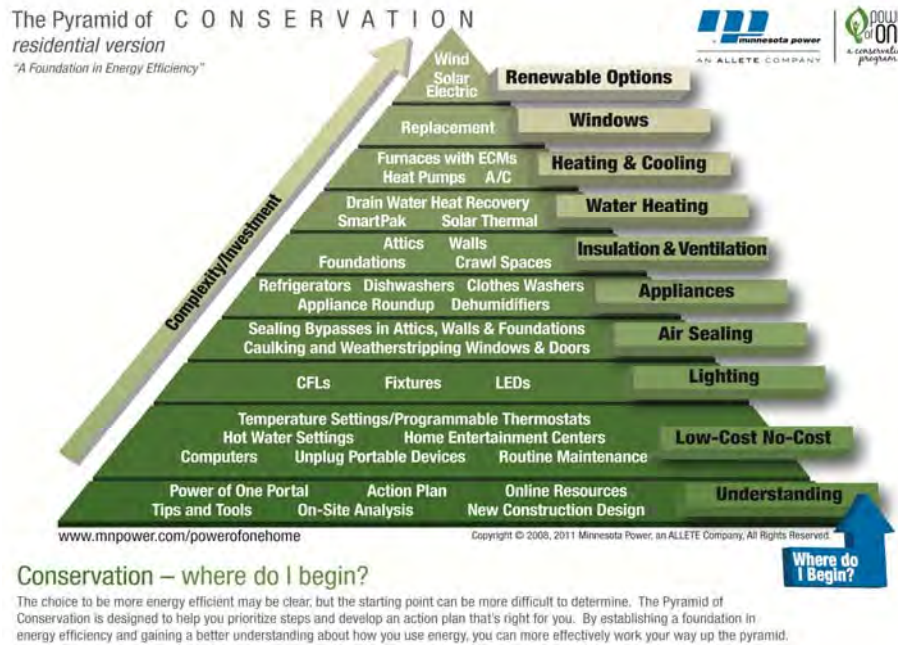 The Pyramid of CONSERVATION
residential version
"A Foundation in Energy Efficiency"
minnesota power
AN ALLETE COMPANY
power
of ONE
a conservation
program
Complexity/Investment
Wind
Solar
Electric
Renewable Options
Replacement
Windows
Furnaces with ECMs
Heat Pumps A/C
Heating & Cooling
Drain Water Heat Recovery
SmartPak Solar Thermal
Water Heating
Attics Walls
Foundations Crawl Spaces
Insulation & Ventilation
Refrigerators Dishwashers Clothes Washers
Appliance Roundup Dehumidifiers
Appliances
Sealing Bypasses in Attics, Walls & Foundations
Caulking and Weatherstripping Windows & Doors
Air Sealing
CFLs Fixtures LEDs
Lighting
Temperature Settings/Programmable Thermostats
Hot Water Settings Home Entertainment Centers
Computers Unplug Portable Devices Routine Maintenance
Low-Cost No-Cost
Power of One Portal Action Plan Online Resources
Tips and Tools On-Site Analysis New Construction Design
Understanding
www.mnpower.com/powerofonehome
Copyright © 2008, 2011 Minnesota Power, an ALLETE Company, All Rights Reserved.
Where do
I Begin?
Conservation – where do I begin?
The choice to be more energy efficient may be clear, but the starting point can be more difficult to determine. The Pyramid of
Conservation is designed to help you prioritize steps and develop an action plan that's right for you. By establishing a foundation in
energy efficiency and gaining a better understanding about how you use energy, you can more effectively work your way up the pyramid.